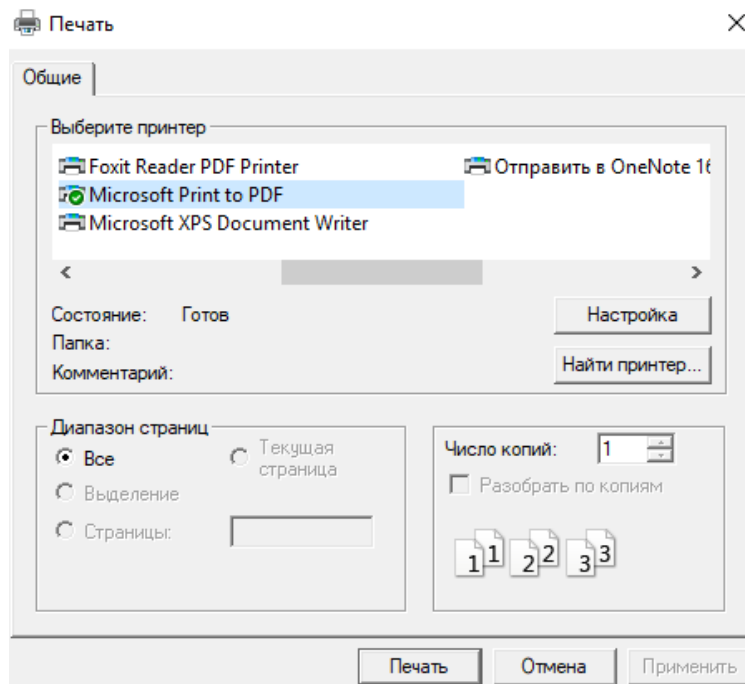 Печать
Общие
Выберите принтер
Foxit Reader PDF Printer
Отправить в OneNote 16
Microsoft Print to PDF
Microsoft XPS Document Writer
Состояние: Готов
Настройка
Папка:
Комментарий:
Найти принтер...
Диапазон страниц
Все
Текущая
страница
Выделение
Страницы:
Число копий: 1
Разобрать по копиям
1 1 2 2 3 3
Печать
Отмена
Применить